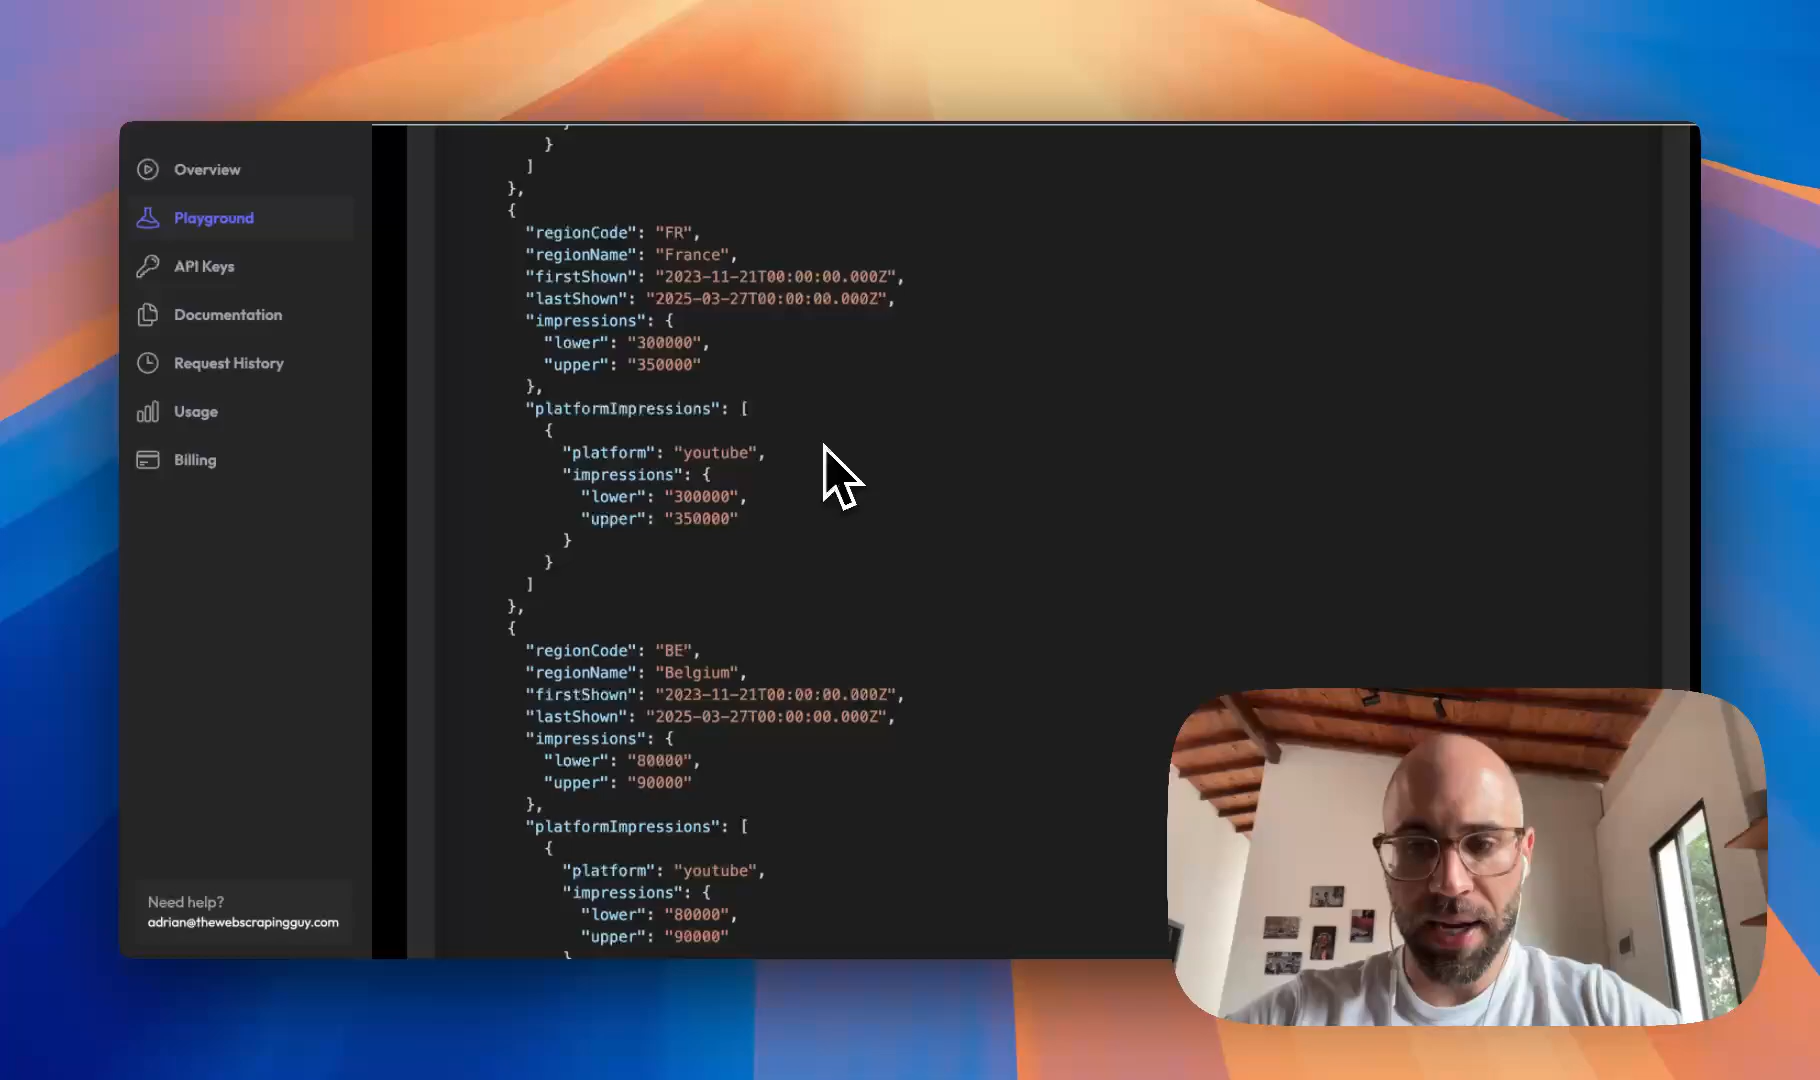 Overview
Playground
API Keys
Documentation
Request History
Usage
Billing
Need help?
adrian@thewebscrapingguy.com
}
]
},
{
"regionCode": "FR",
"regionName": "France",
"firstShown": "2023-11-21T00:00:00.000Z",
"lastShown": "2025-03-27T00:00:00.000Z",
"impressions": {
"lower": "300000",
"upper": "350000"
},
"platformImpressions": [
{
"platform": "youtube",
"impressions": {
"lower": "300000",
"upper": "350000"
}
}
]
},
{
"regionCode": "BE",
"regionName": "Belgium",
"firstShown": "2023-11-21T00:00:00.000Z",
"lastShown": "2025-03-27T00:00:00.000Z",
"impressions": {
"lower": "80000",
"upper": "90000"
},
"platformImpressions": [
{
"platform": "youtube",
"impressions": {
"lower": "80000",
"upper": "90000"
}